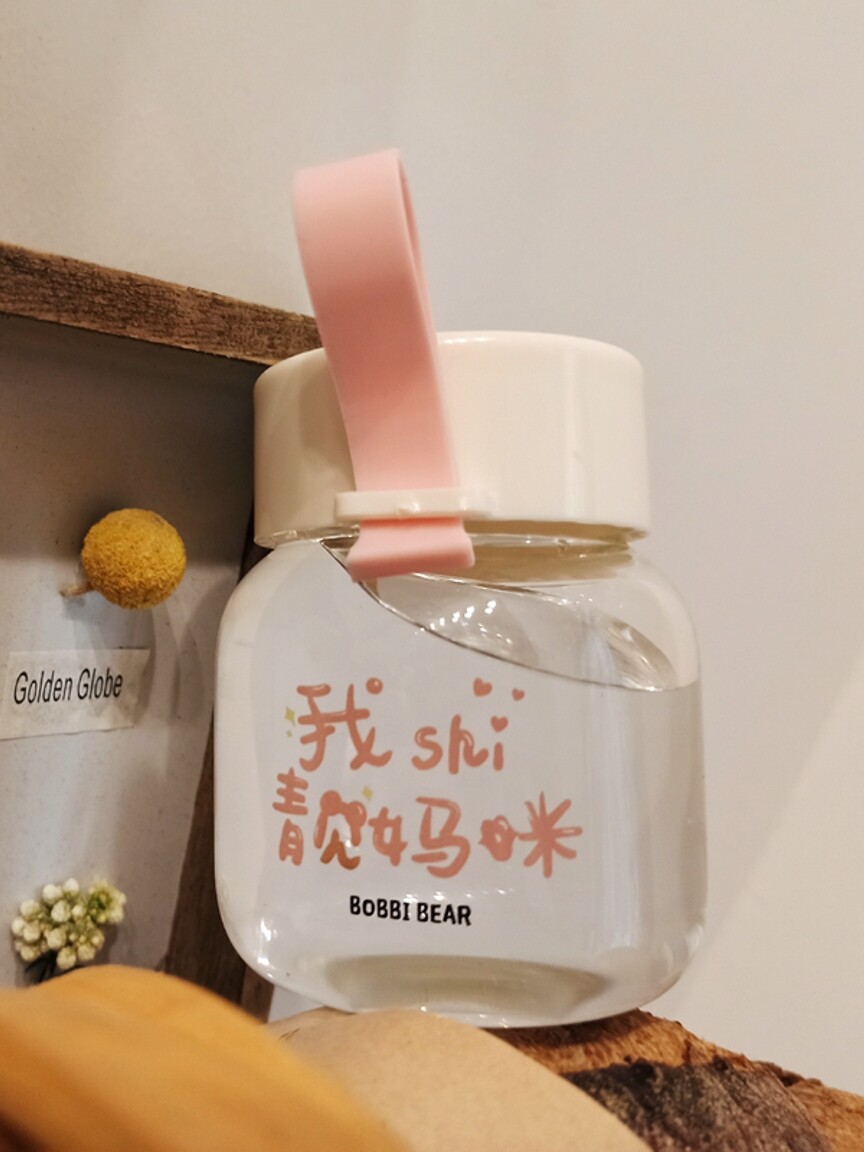 Golden Globe
我shi
靓妈咪
BOBBI BEAR